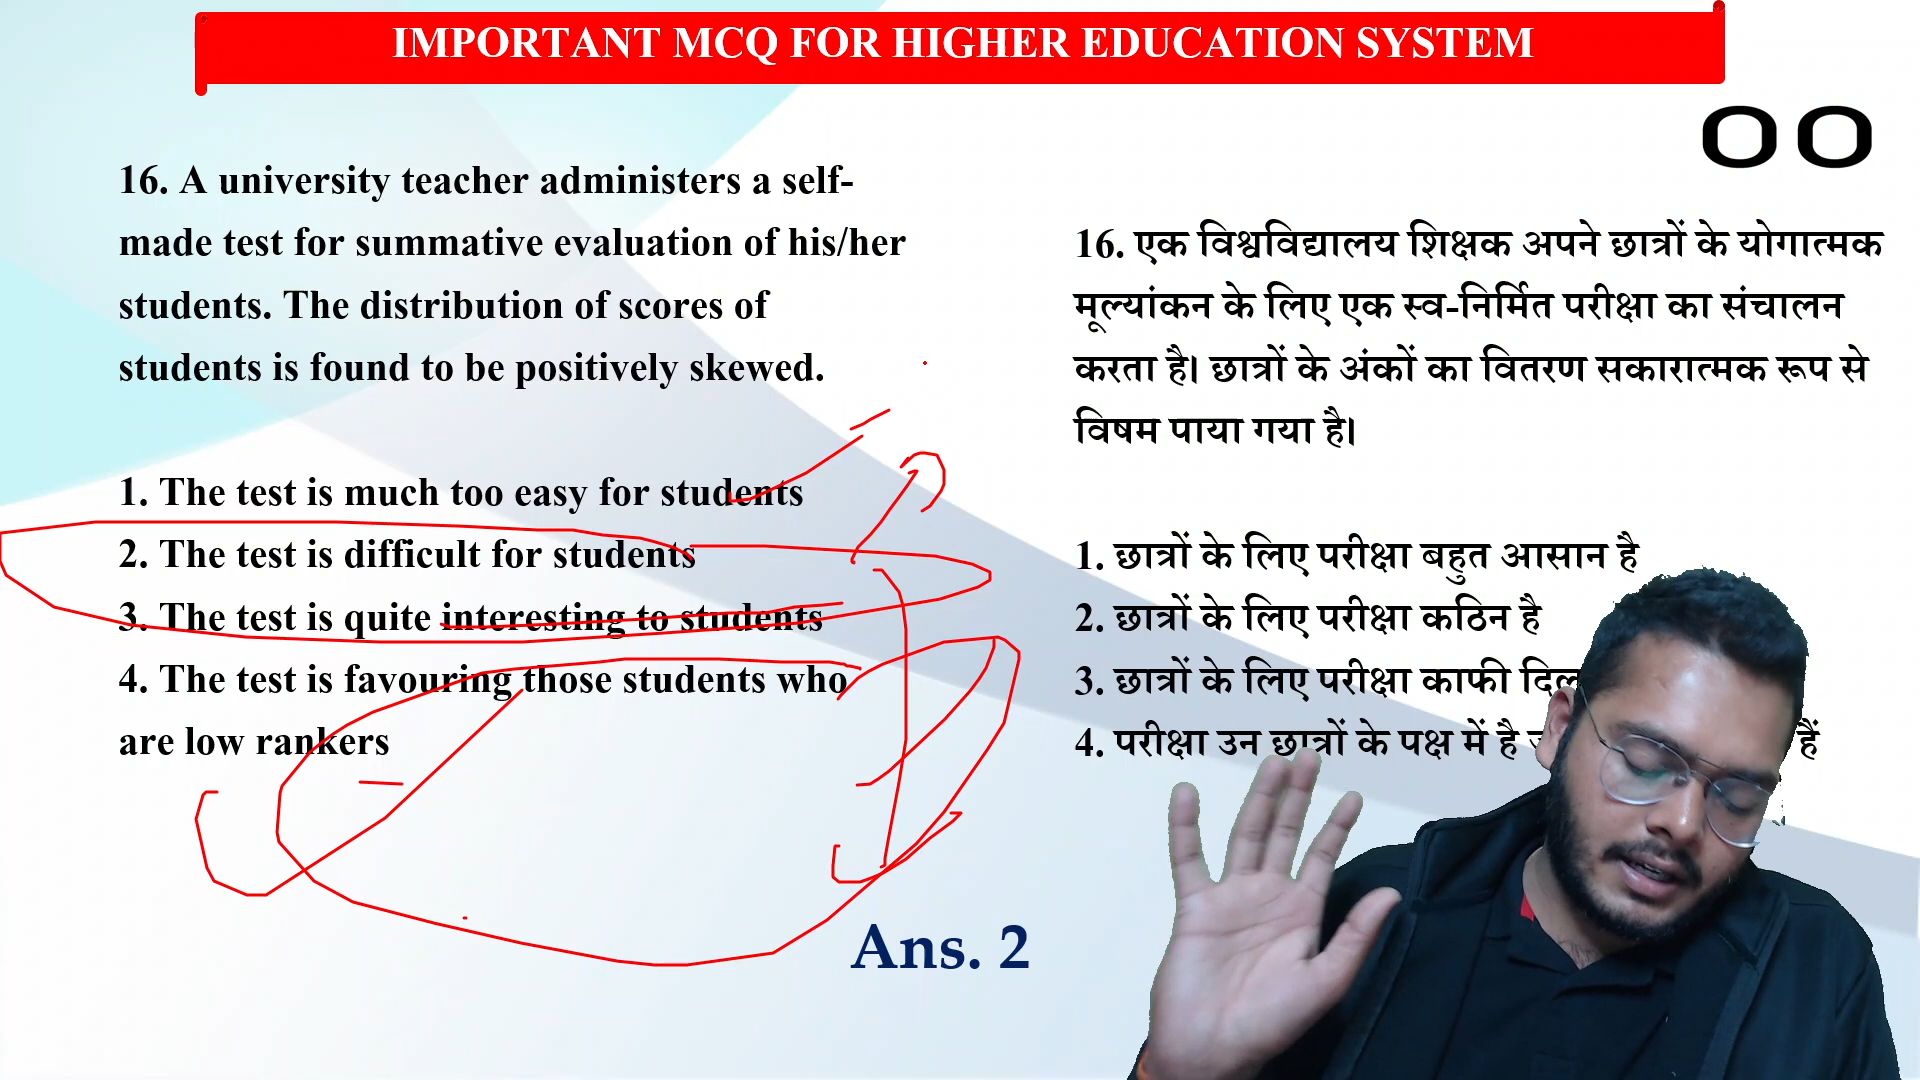 IMPORTANT MCQ FOR HIGHER EDUCATION SYSTEM
00
16. A university teacher administers a self-
made test for summative evaluation of his/her
students. The distribution of scores of
students is found to be positively skewed.
1. The test is much too easy for students
2. The test is difficult for students
3. The test is quite interesting to students
4. The test is favouring those students who
are low rankers
Ans. 2
16. एक विश्वविद्यालय शिक्षक अपने छात्रों के योगात्मक
मूल्यांकन के लिए एक स्व-निर्मित परीक्षा का संचालन
करता है। छात्रों के अंकों का वितरण सकारात्मक रूप से
विषम पाया गया है।
1. छात्रों के लिए परीक्षा बहुत आसान है
2. छात्रों के लिए परीक्षा कठिन है
3. छात्रों के लिए परीक्षा काफी
4. परीक्षा उन छात्रों के पक्ष में है हैं